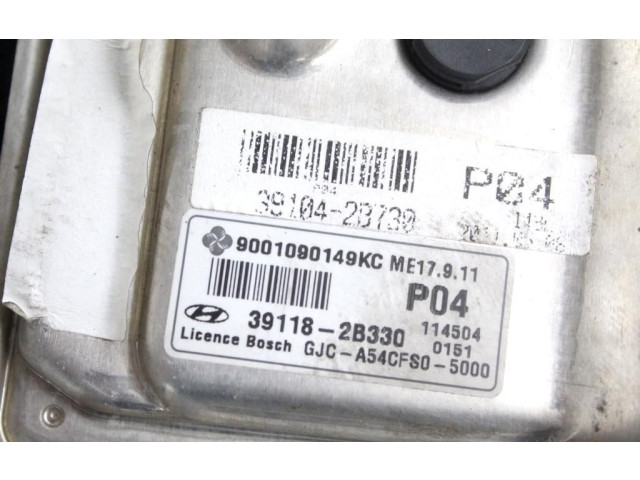 P04
39104-2B730
9001090149KC ME17.9.11
P04
39118-2B330 114504
0151
Licence Bosch GJC-A54CFS0-5000